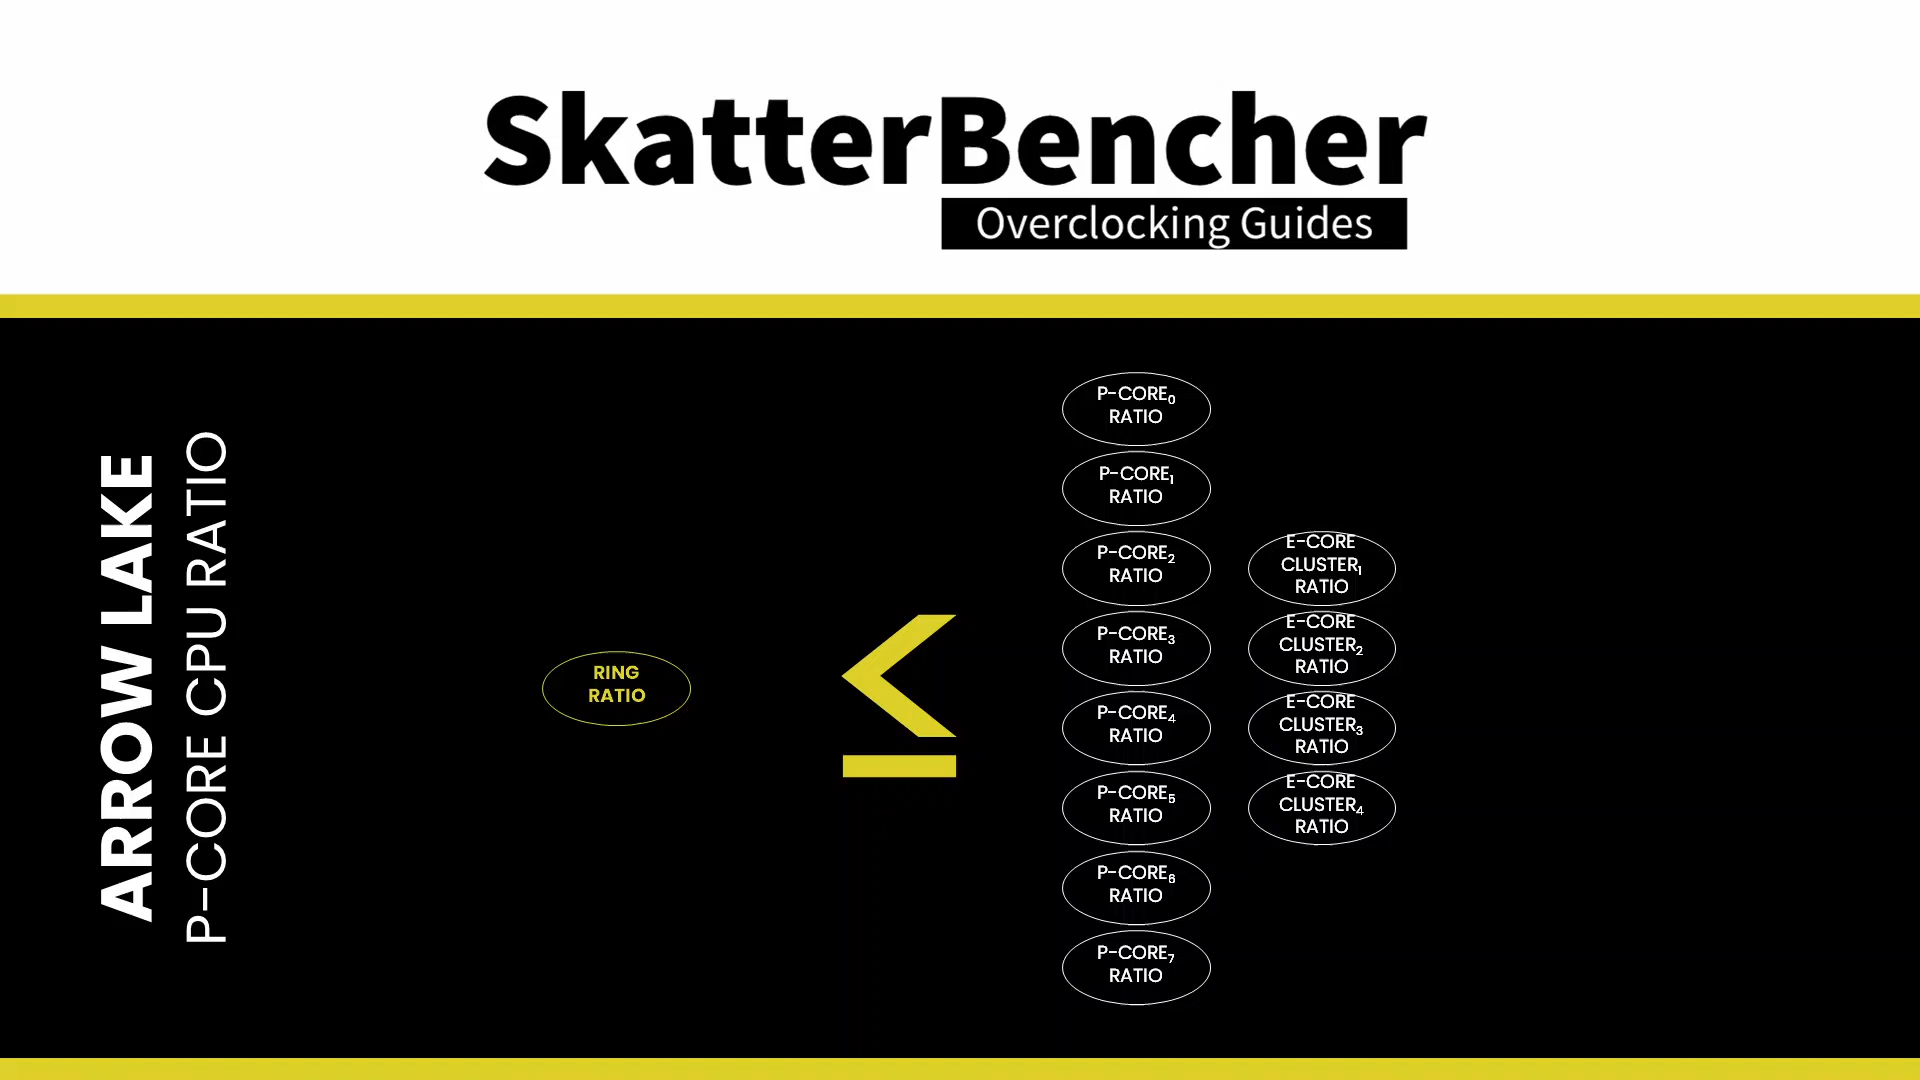 SkatterBencher
Overclocking Guides
ARROW LAKE
P-CORE CPU RATIO
RING
RATIO
≤
P-CORE₀
RATIO
P-CORE₁
RATIO
P-CORE₂
RATIO
P-CORE₃
RATIO
P-CORE₄
RATIO
P-CORE₅
RATIO
P-CORE₆
RATIO
P-CORE₇
RATIO
E-CORE
CLUSTER₁
RATIO
E-CORE
CLUSTER₂
RATIO
E-CORE
CLUSTER₃
RATIO
E-CORE
CLUSTER₄
RATIO